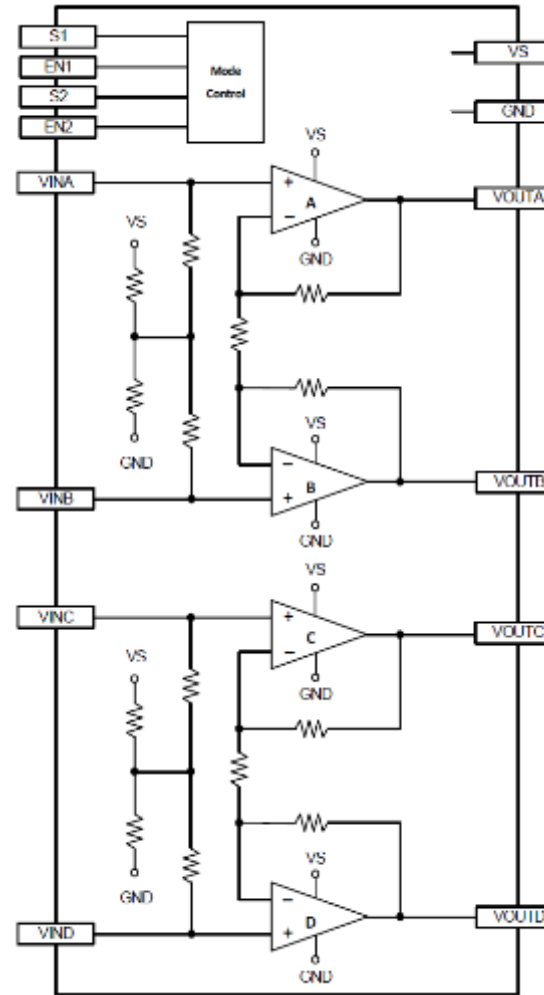 S1
EN1
S2
EN2
Mode
Control
VS
GND
VINA
VS
A
GND
VOUTA
VS
GND
VS
B
GND
VINB
VOUTB
VINC
VS
C
GND
VOUTC
VS
GND
VS
D
GND
VIND
VOUTD